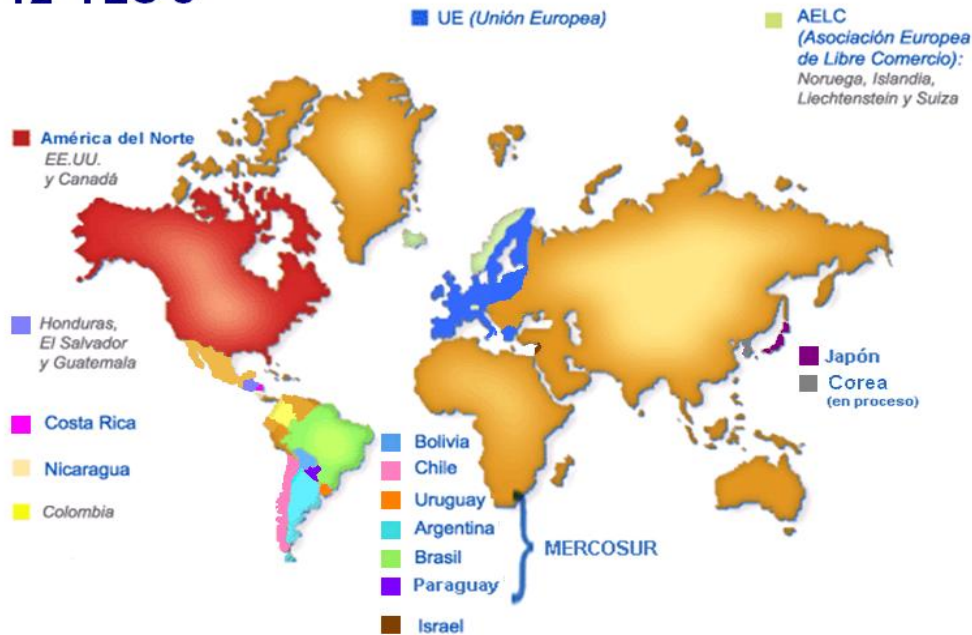 12 TLC's
UE (Unión Europea)
AELC
(Asociación Europea
de Libre Comercio):
Noruega, Islandia,
Liechtenstein y Suiza
América del Norte
EE.UU.
y Canadá
Honduras,
El Salvador
y Guatemala
Costa Rica
Nicaragua
Colombia
Bolivia
Chile
Uruguay
Argentina
Brasil
Paraguay
MERCOSUR
Israel
Japón
Corea
(en proceso)